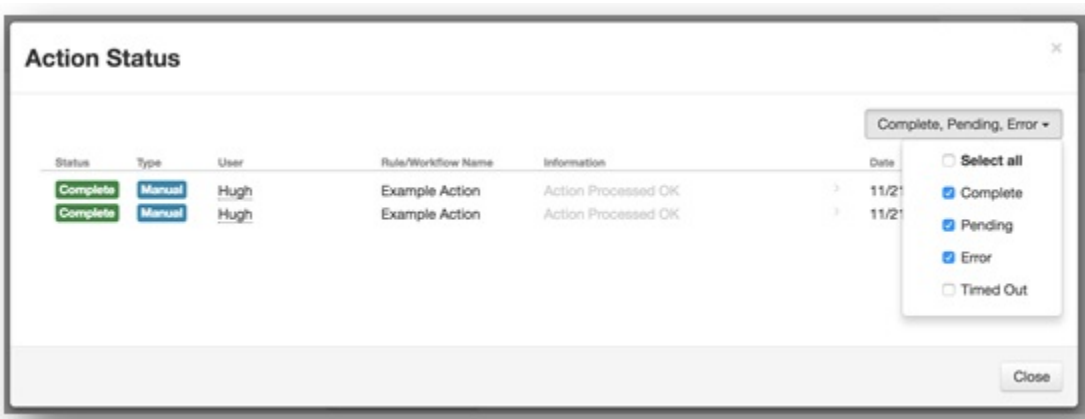 Action Status
×
Complete, Pending, Error
Status Type User Rule/Workflow Name Information Date
Complete Manual Hugh Example Action Action Processed OK 11/21
Complete Manual Hugh Example Action Action Processed OK 11/21
Select all
Complete
Pending
Error
Timed Out
Close